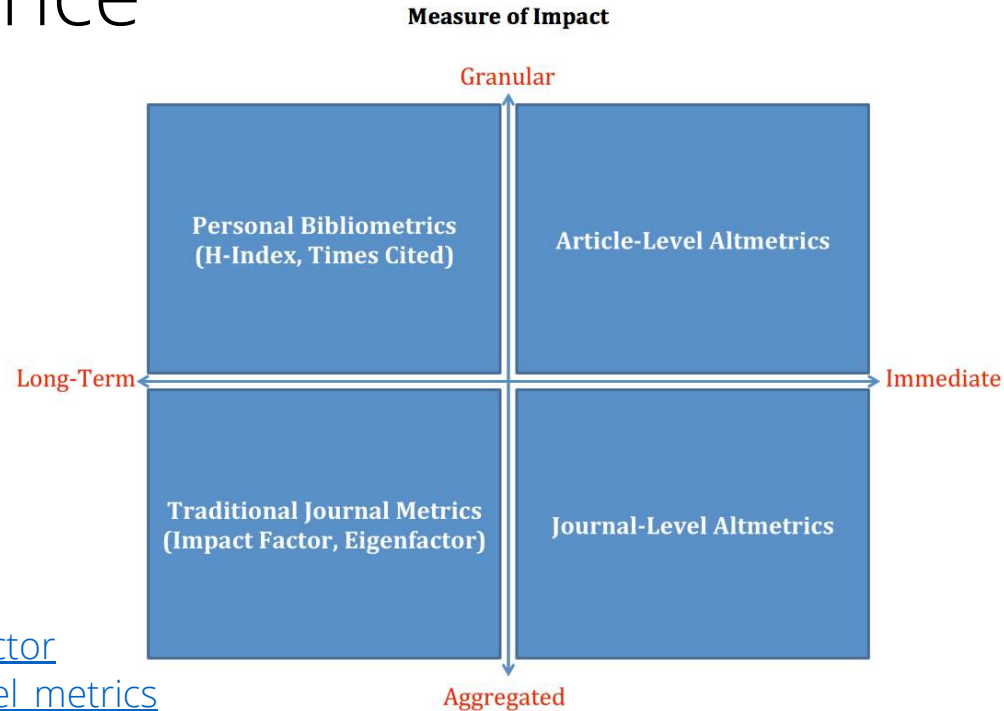 Measure of Impact
Granular
Personal Bibliometrics
(H-Index, Times Cited)
Article-Level Altmetrics
Long-Term
Immediate
Traditional Journal Metrics
(Impact Factor, Eigenfactor)
Journal-Level Altmetrics
Aggregated
metrics